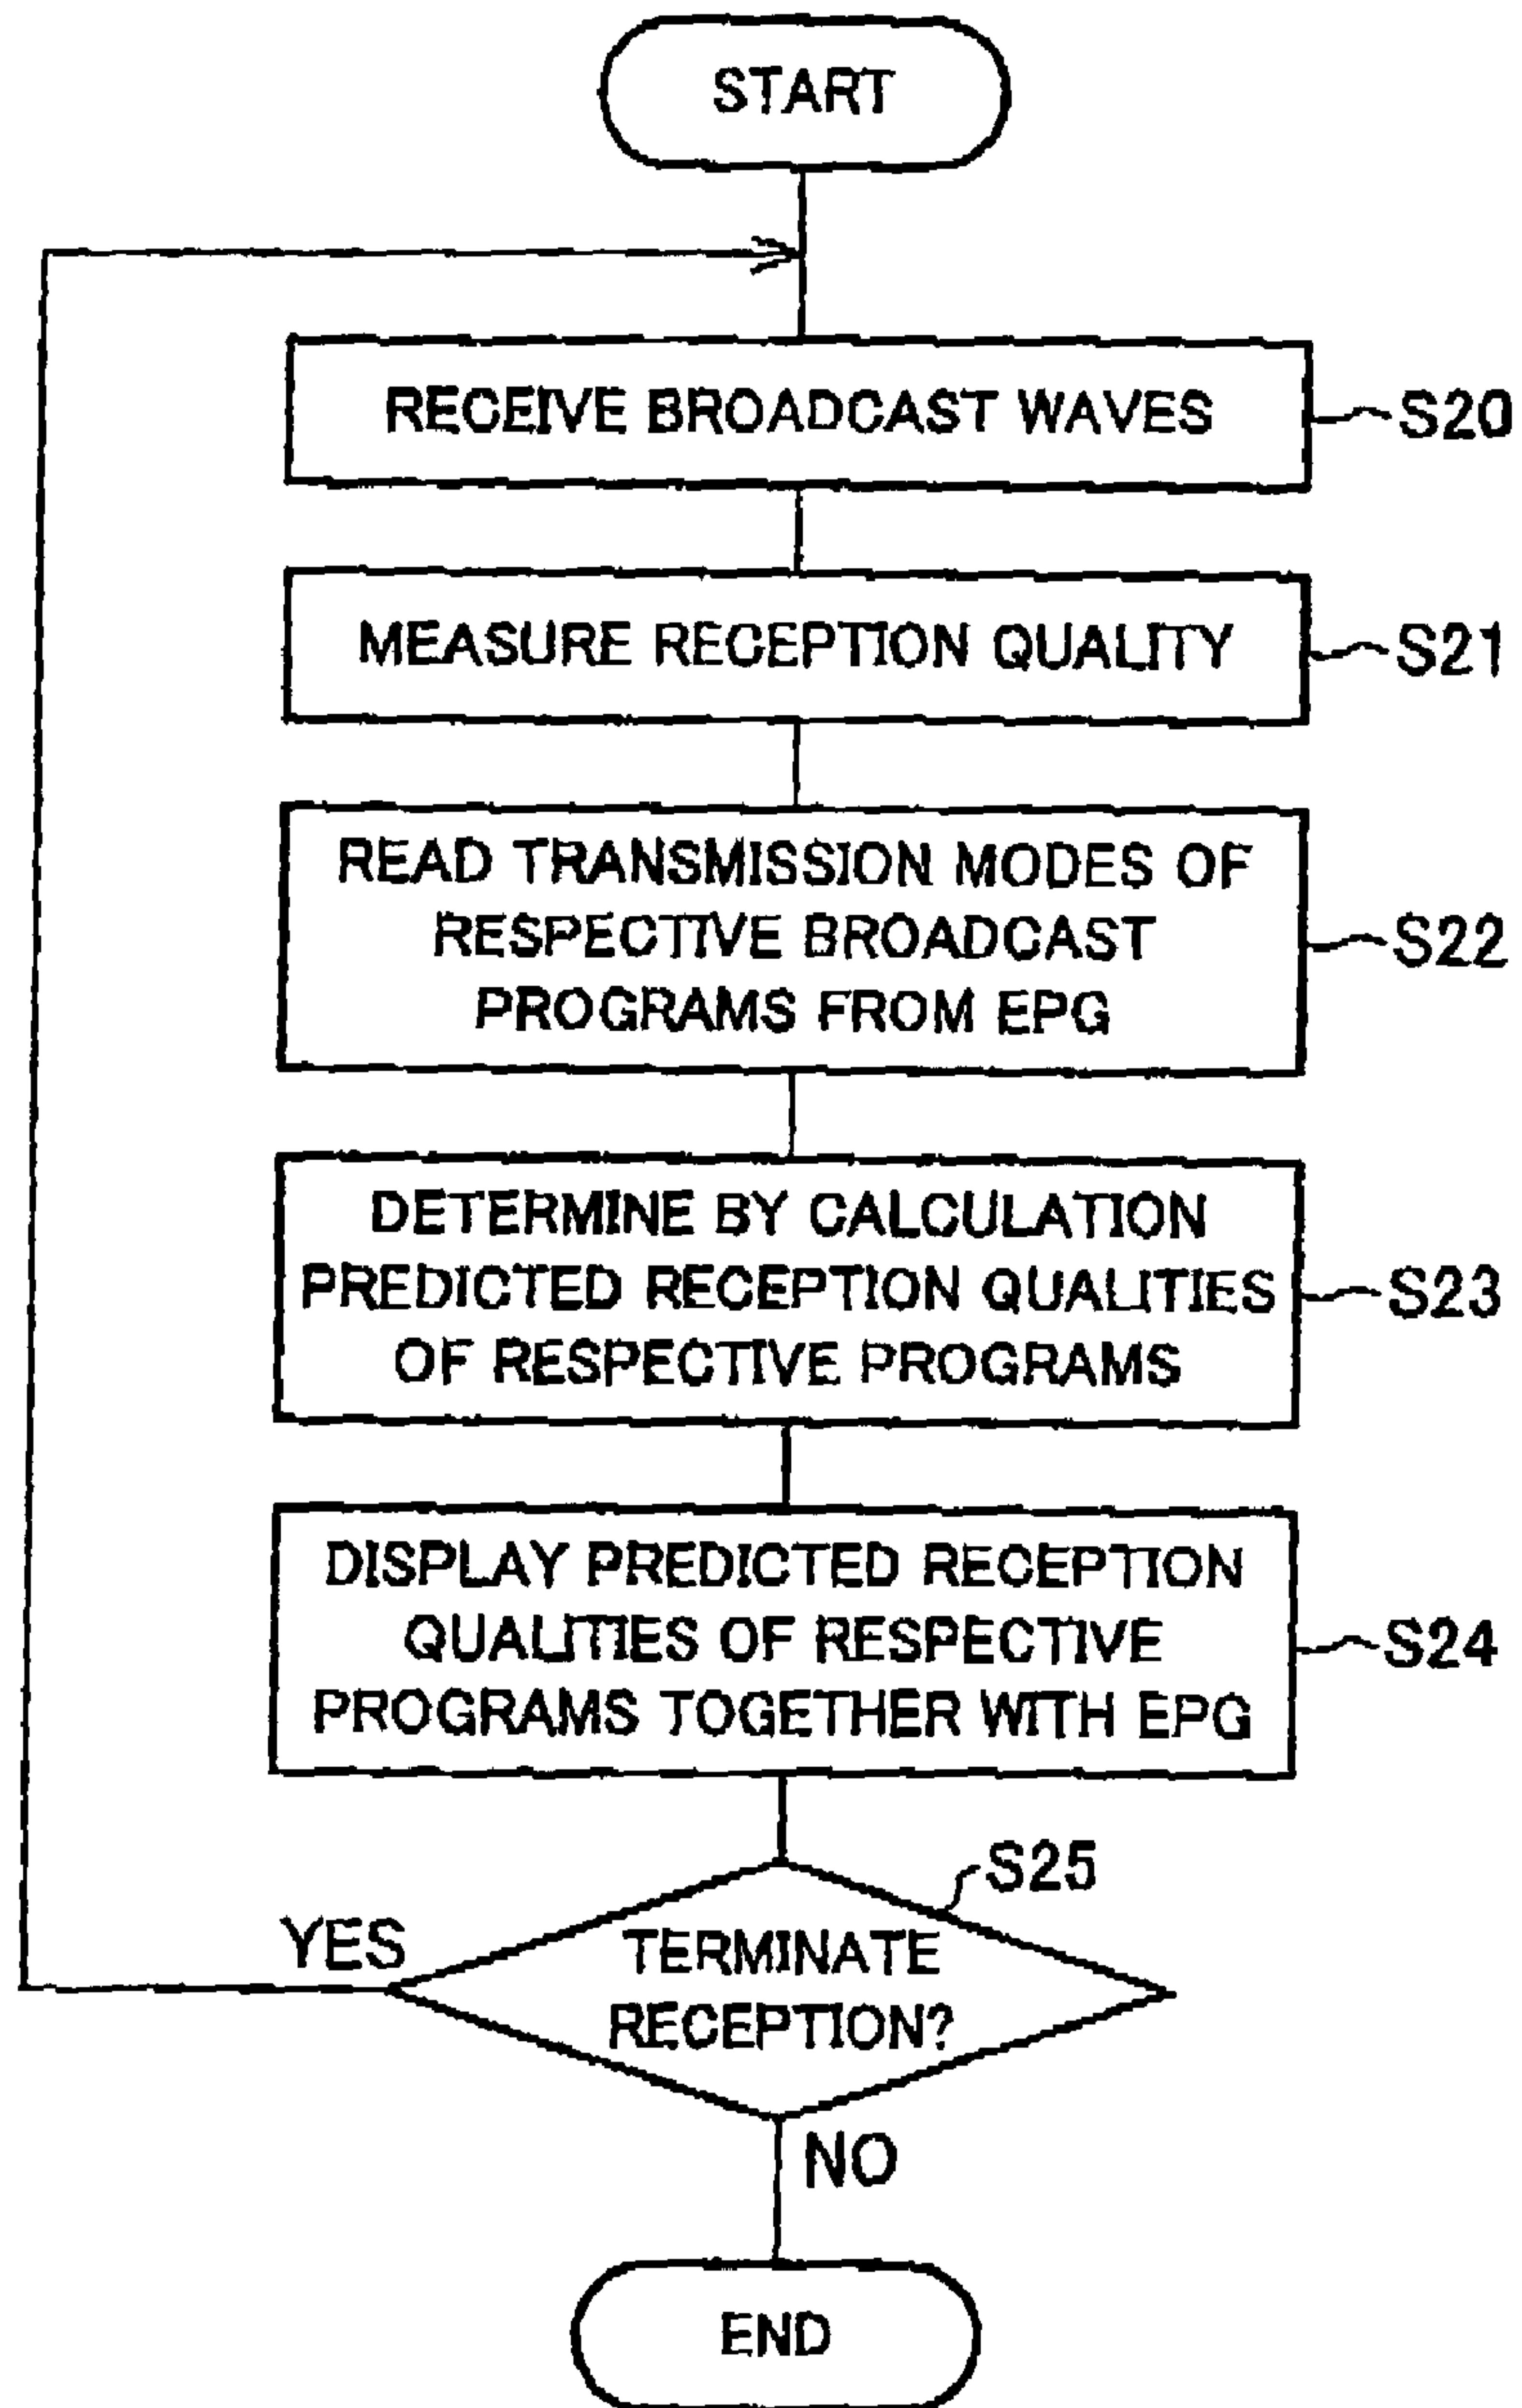 START
RECEIVE BROADCAST WAVES
S20
MEASURE RECEPTION QUALITY
S21
READ TRANSMISSION MODES OF
RESPECTIVE BROADCAST
PROGRAMS FROM EPG
S22
DETERMINE BY CALCULATION
PREDICTED RECEPTION QUALITIES
OF RESPECTIVE PROGRAMS
S23
DISPLAY PREDICTED RECEPTION
QUALITIES OF RESPECTIVE
PROGRAMS TOGETHER WITH EPG
S24
S25
YES
TERMINATE
RECEPTION?
NO
END